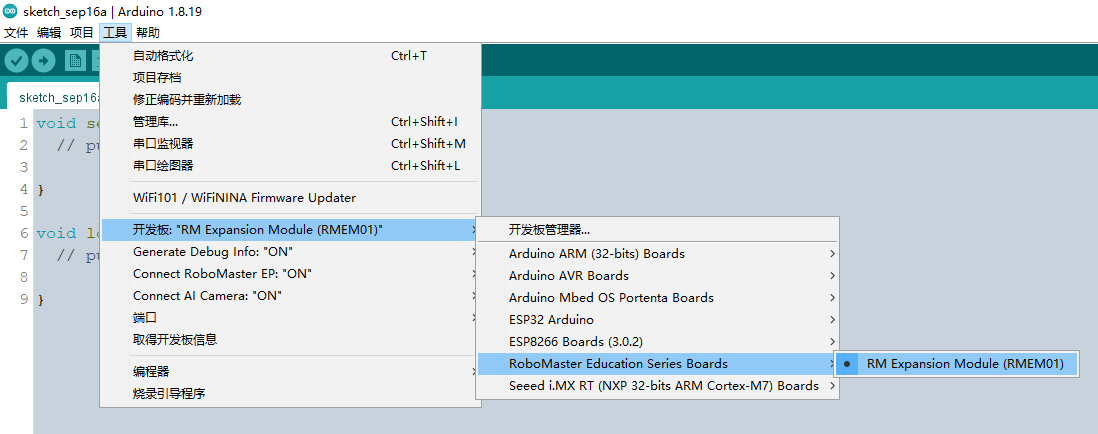 sketch_sep16a | Arduino 1.8.19
文件 编辑 项目 工具 帮助
自动格式化 Ctrl+T
项目存档
sketch_sep16a
修正编码并重新加载
1 void se
管理库... Ctrl+Shift+I
2 // pu
串口监视器 Ctrl+Shift+M
3
串口绘图器 Ctrl+Shift+L
4 }
WiFi101 / WiFiNINA Firmware Updater
5
6 void lo
开发板: "RM Expansion Module (RMEM01)"
开发板管理器...
7 // pu
Generate Debug Info: "ON"
Arduino ARM (32-bits) Boards
8
Connect RoboMaster EP: "ON"
Arduino AVR Boards
9 }
Connect AI Camera: "ON"
Arduino Mbed OS Portenta Boards
端口
ESP32 Arduino
取得开发板信息
ESP8266 Boards (3.0.2)
编程器
RoboMaster Education Series Boards
RM Expansion Module (RMEM01)
烧录引导程序
Seeed i.MX RT (NXP 32-bits ARM Cortex-M7) Boards